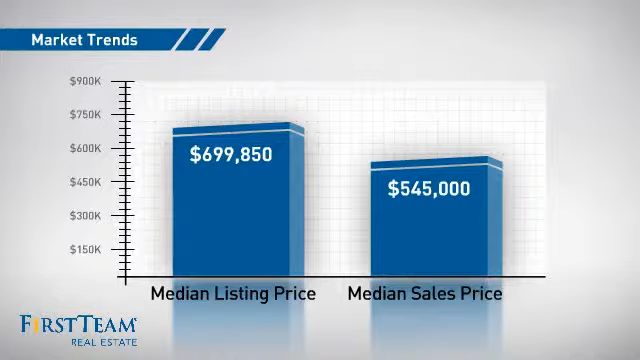 Market Trends
$900K
$750K
$600K
$450K
$300K
$150K
$699,850
$545,000
Median Listing Price
Median Sales Price
FIRSTTEAM®
REAL ESTATE